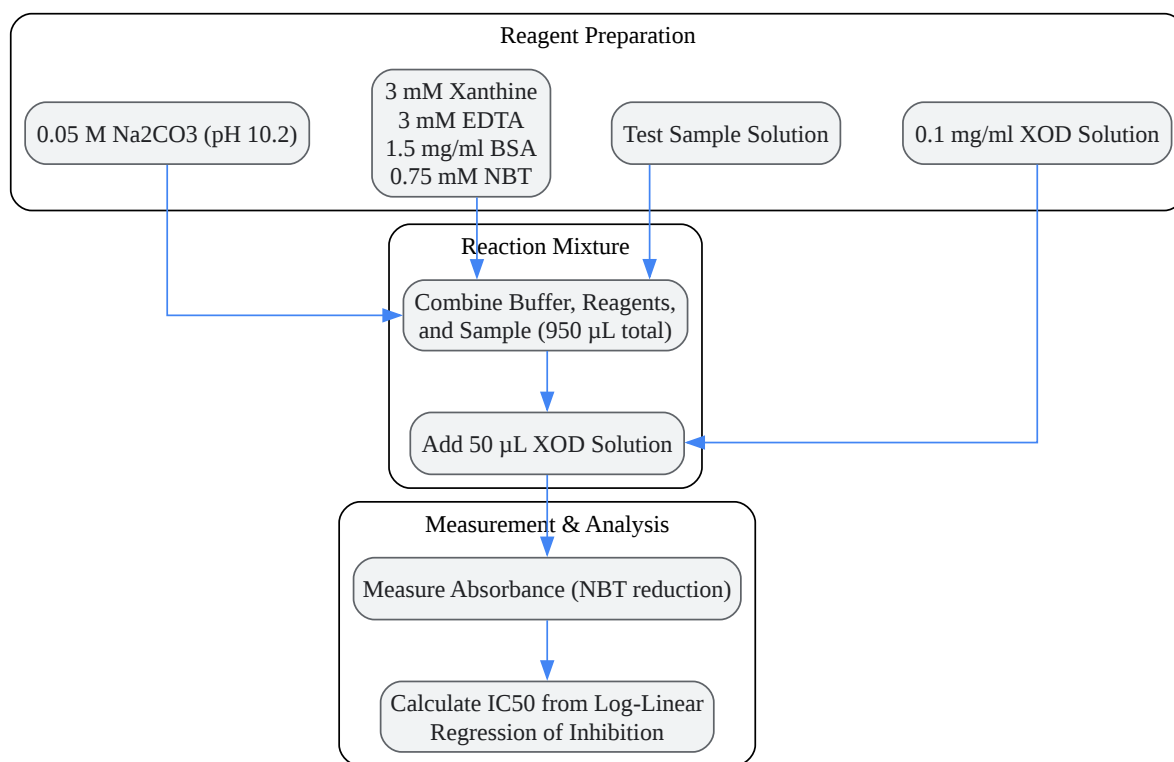 Reagent Preparation
0.05 M Na2CO3 (pH 10.2)
3 mM Xanthine
3 mM EDTA
1.5 mg/ml BSA
0.75 mM NBT
Test Sample Solution
0.1 mg/ml XOD Solution
Reaction Mixture
Combine Buffer, Reagents,
and Sample (950 µL total)
Add 50 µL XOD Solution
Measurement & Analysis
Measure Absorbance (NBT reduction)
Calculate IC50 from Log-Linear
Regression of Inhibition